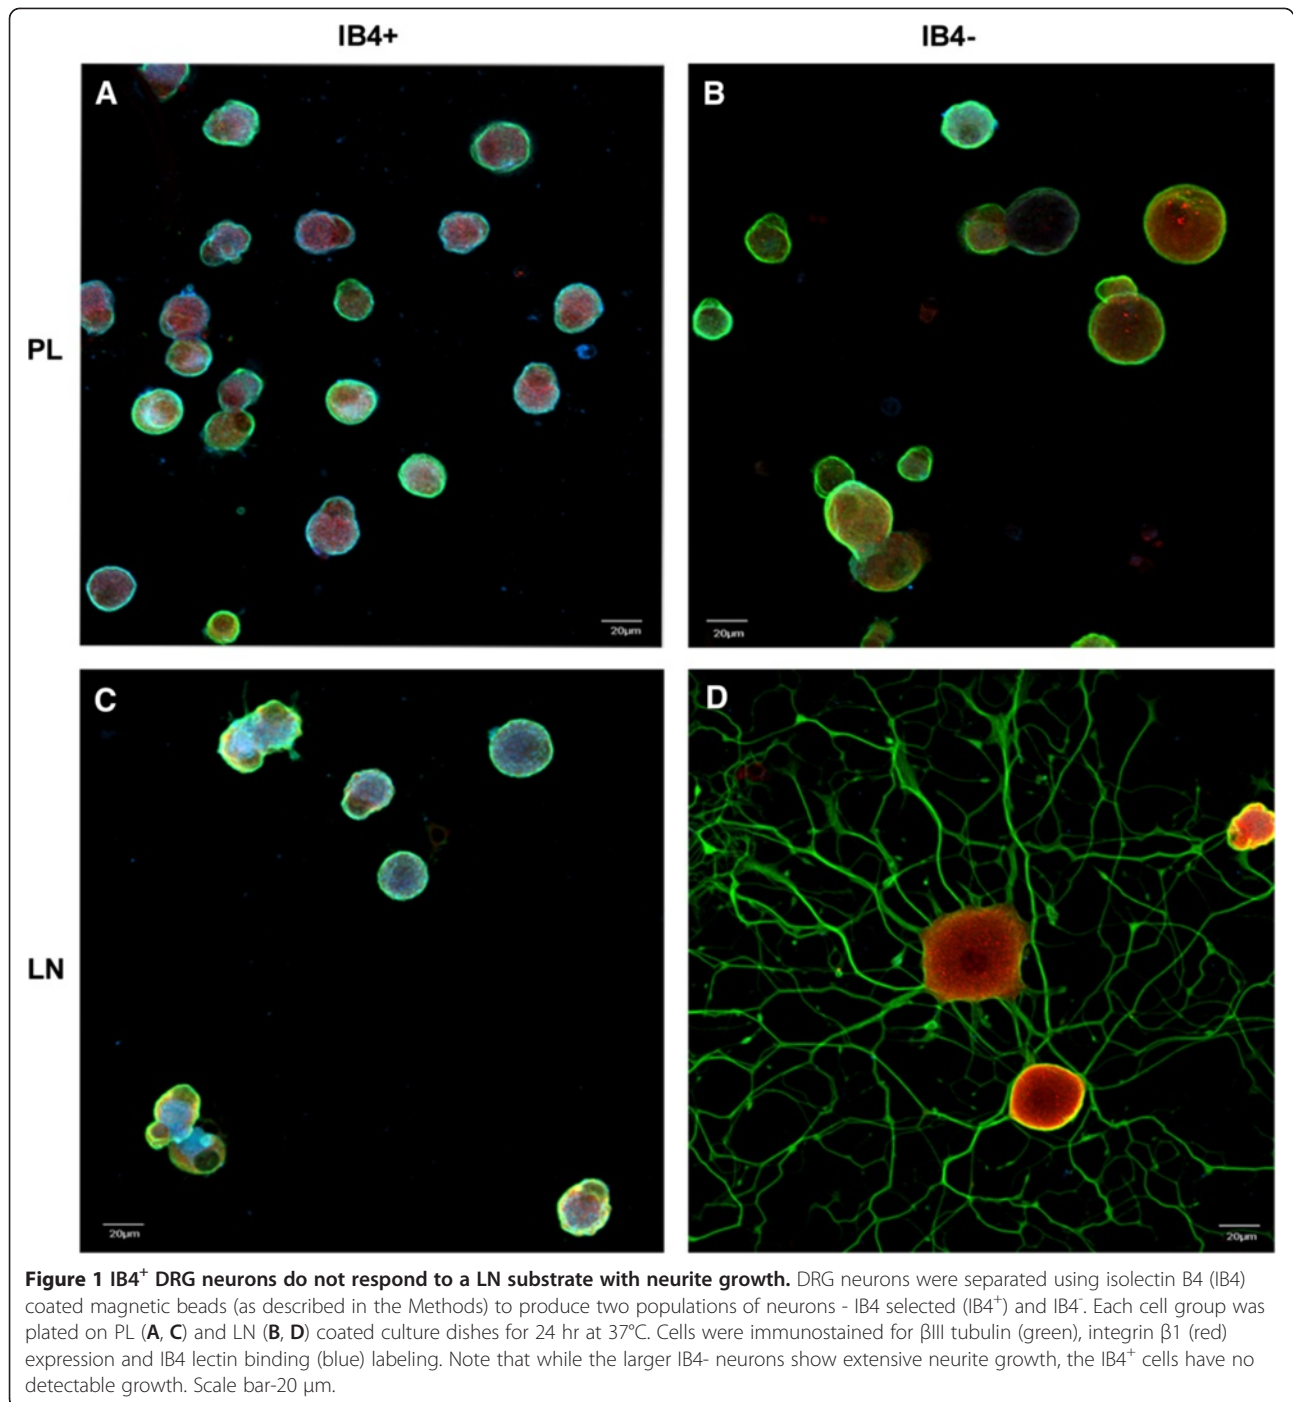 IB4+ IB4-
A B
PL
20µm 20µm
C D
LN
20µm 20µm
Figure 1 IB4⁺ DRG neurons do not respond to a LN substrate with neurite growth. DRG neurons were separated using isolectin B4 (IB4)
coated magnetic beads (as described in the Methods) to produce two populations of neurons - IB4 selected (IB4⁺) and IB4⁻. Each cell group was
plated on PL (A, C) and LN (B, D) coated culture dishes for 24 hr at 37°C. Cells were immunostained for βIII tubulin (green), integrin β1 (red)
expression and IB4 lectin binding (blue) labeling. Note that while the larger IB4- neurons show extensive neurite growth, the IB4⁺ cells have no
detectable growth. Scale bar-20 µm.